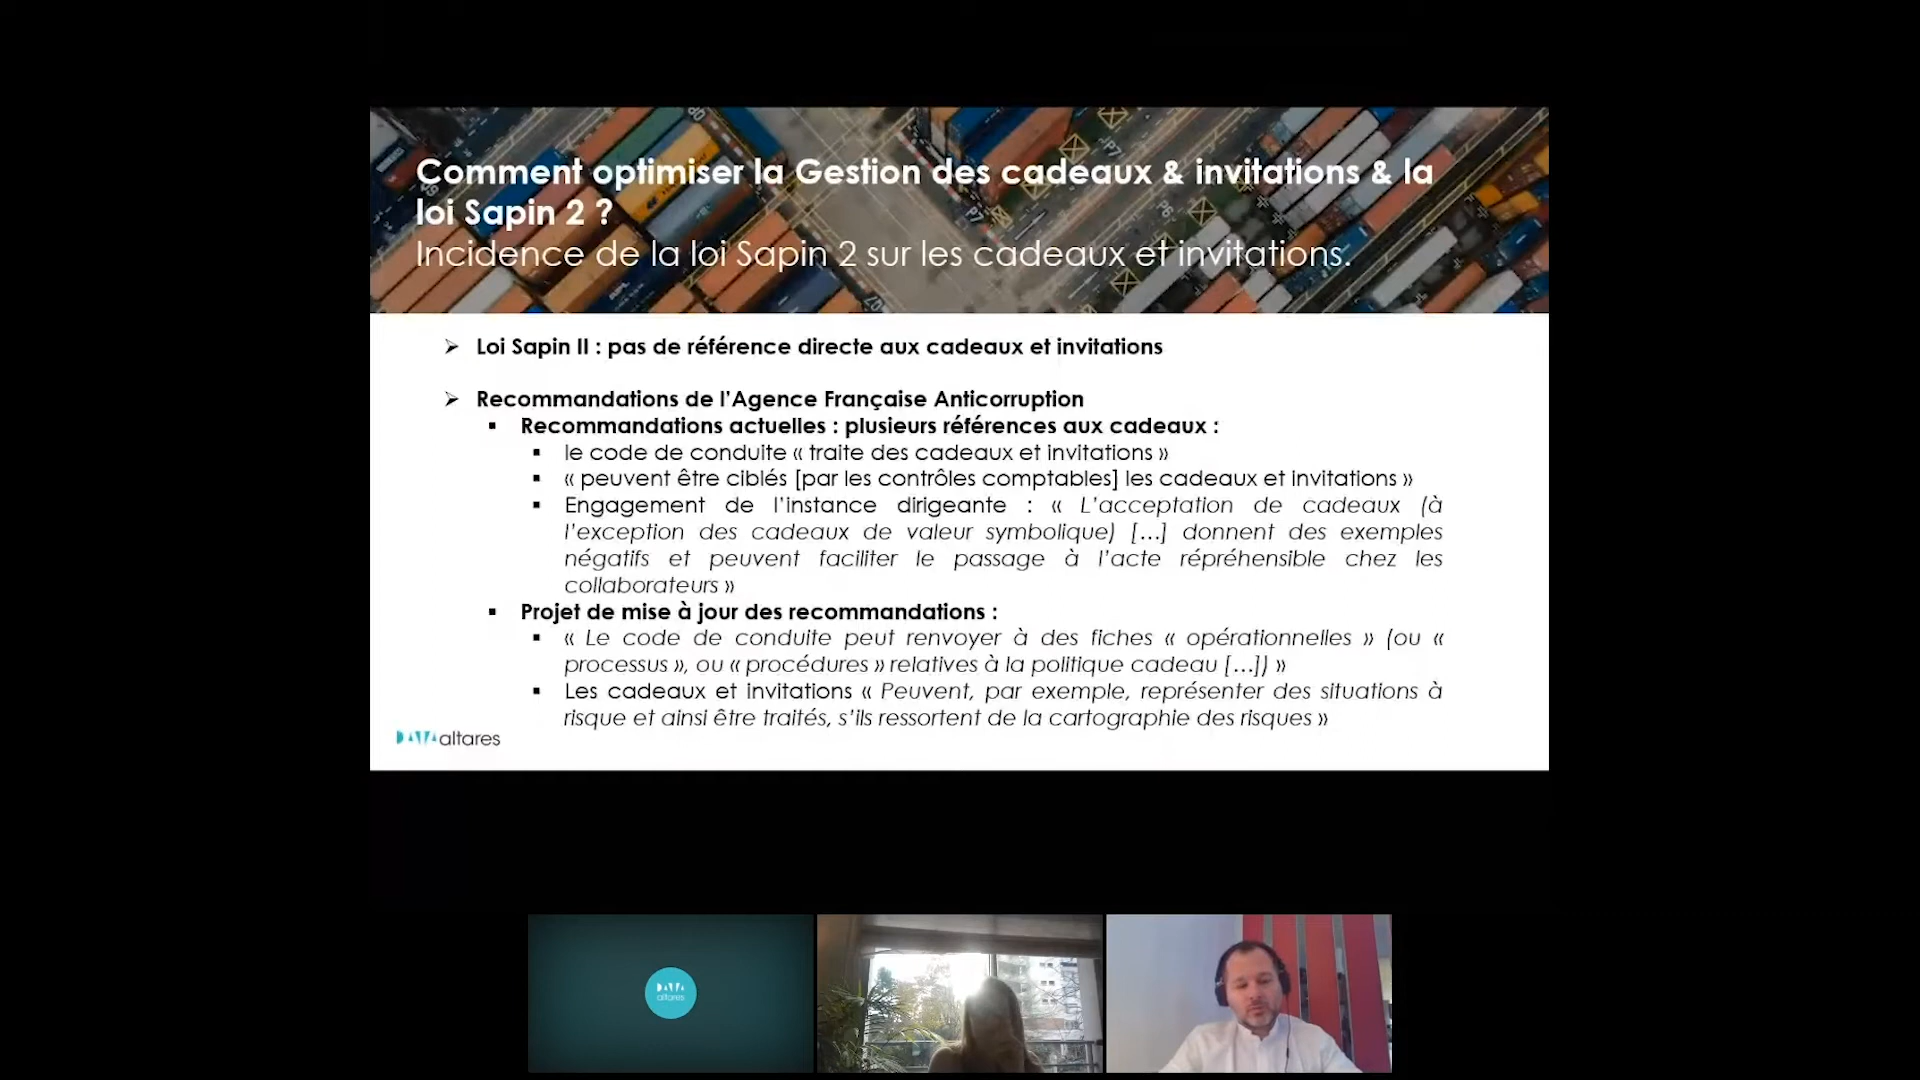 Comment optimiser la Gestion des cadeaux & invitations & la
loi Sapin 2 ?
Incidence de la loi Sapin 2 sur les cadeaux et invitations.
P7
P6
P7
➢ Loi Sapin II : pas de référence directe aux cadeaux et invitations
➢ Recommandations de l’Agence Française Anticorruption
▪ Recommandations actuelles : plusieurs références aux cadeaux :
▪ le code de conduite « traite des cadeaux et invitations »
▪ « peuvent être ciblés [par les contrôles comptables] les cadeaux et invitations »
▪ Engagement de l’instance dirigeante : « L’acceptation de cadeaux (à
l’exception des cadeaux de valeur symbolique) […] donnent des exemples
négatifs et peuvent faciliter le passage à l’acte répréhensible chez les
collaborateurs »
▪ Projet de mise à jour des recommandations :
▪ « Le code de conduite peut renvoyer à des fiches « opérationnelles » (ou «
processus », ou « procédures » relatives à la politique cadeau […]) »
▪ Les cadeaux et invitations « Peuvent, par exemple, représenter des situations à
risque et ainsi être traités, s’ils ressortent de la cartographie des risques »
DATA altares
DATA
altares